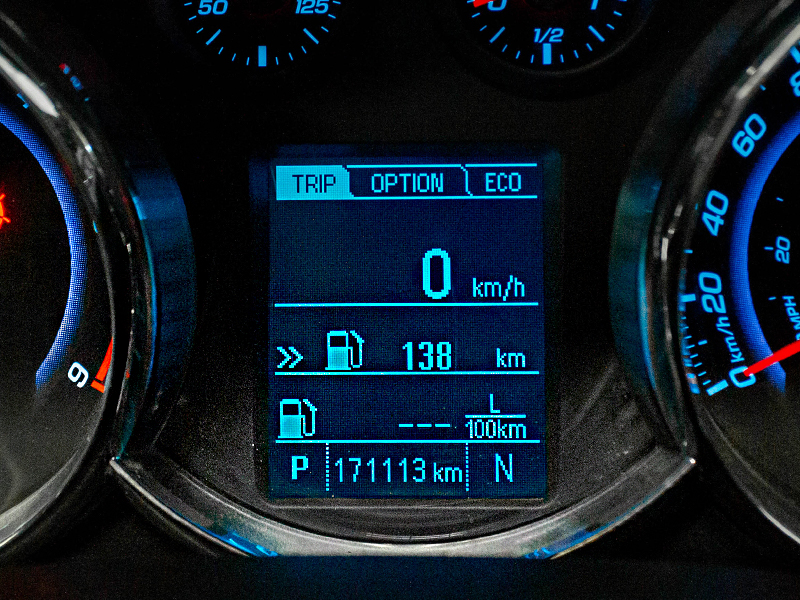 50 125
1/2
TRIP OPTION ECO
0 km/h
138 km
--- L/100km
P 171113 km N
9
60
40
20
0
km/h
20
MPH